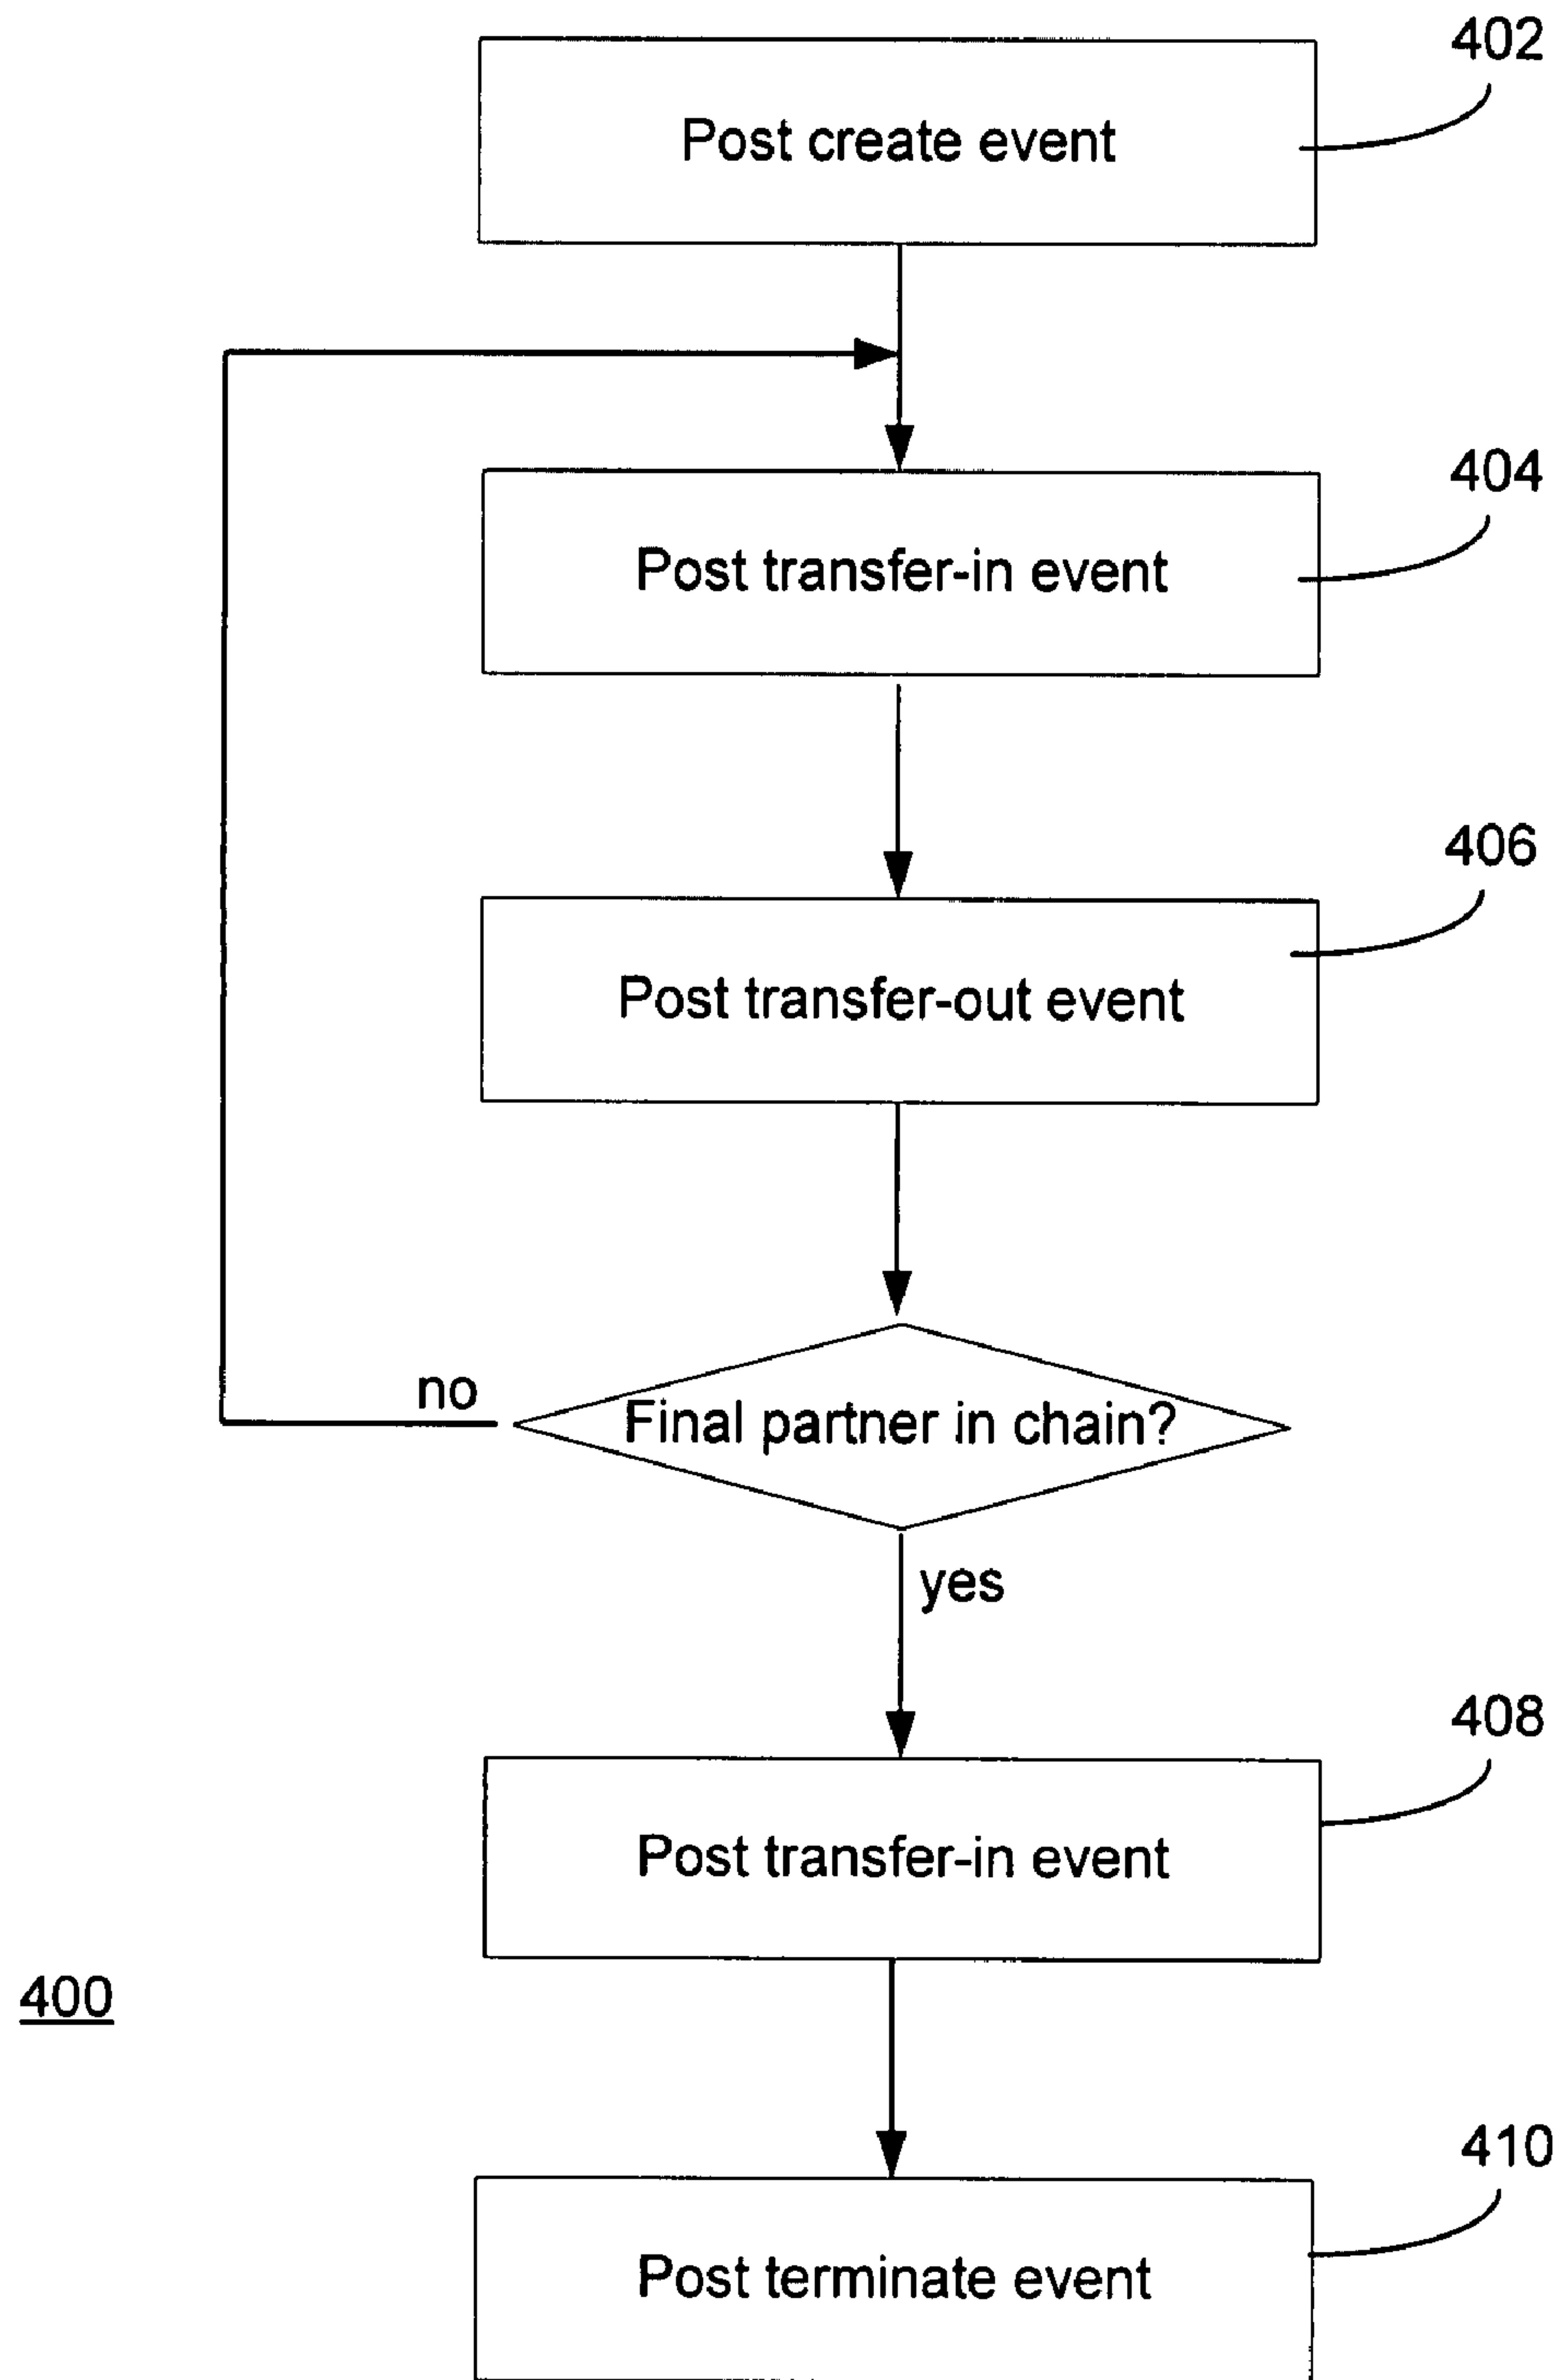 402
Post create event
404
Post transfer-in event
406
Post transfer-out event
no
Final partner in chain?
yes
408
Post transfer-in event
400
410
Post terminate event